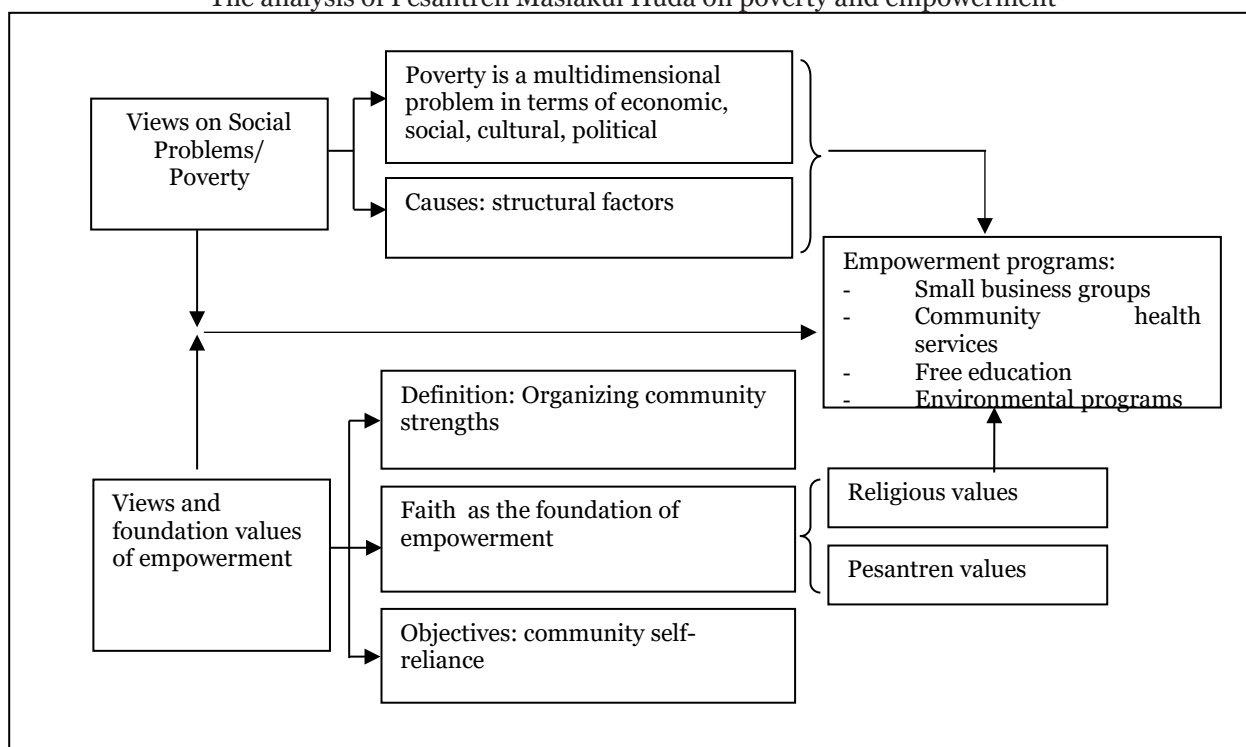 The analysis of Pesantren Maslakul Huda on poverty and empowerment
Poverty is a multidimensional
problem in terms of economic,
social, cultural, political
Views on Social
Problems/
Poverty
Causes: structural factors
Empowerment programs:
- Small business groups
- Community health
services
- Free education
- Environmental programs
Definition: Organizing community
strengths
Views and
foundation values
of empowerment
Faith as the foundation of
empowerment
Religious values
Pesantren values
Objectives: community self-
reliance